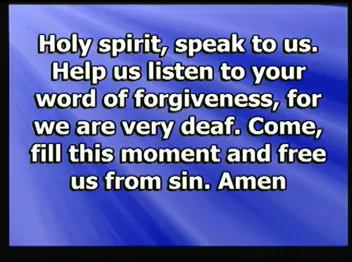 Holy spirit, speak to us.
Help us listen to your
word of forgiveness, for
we are very deaf. Come,
fill this moment and free
us from sin. Amen